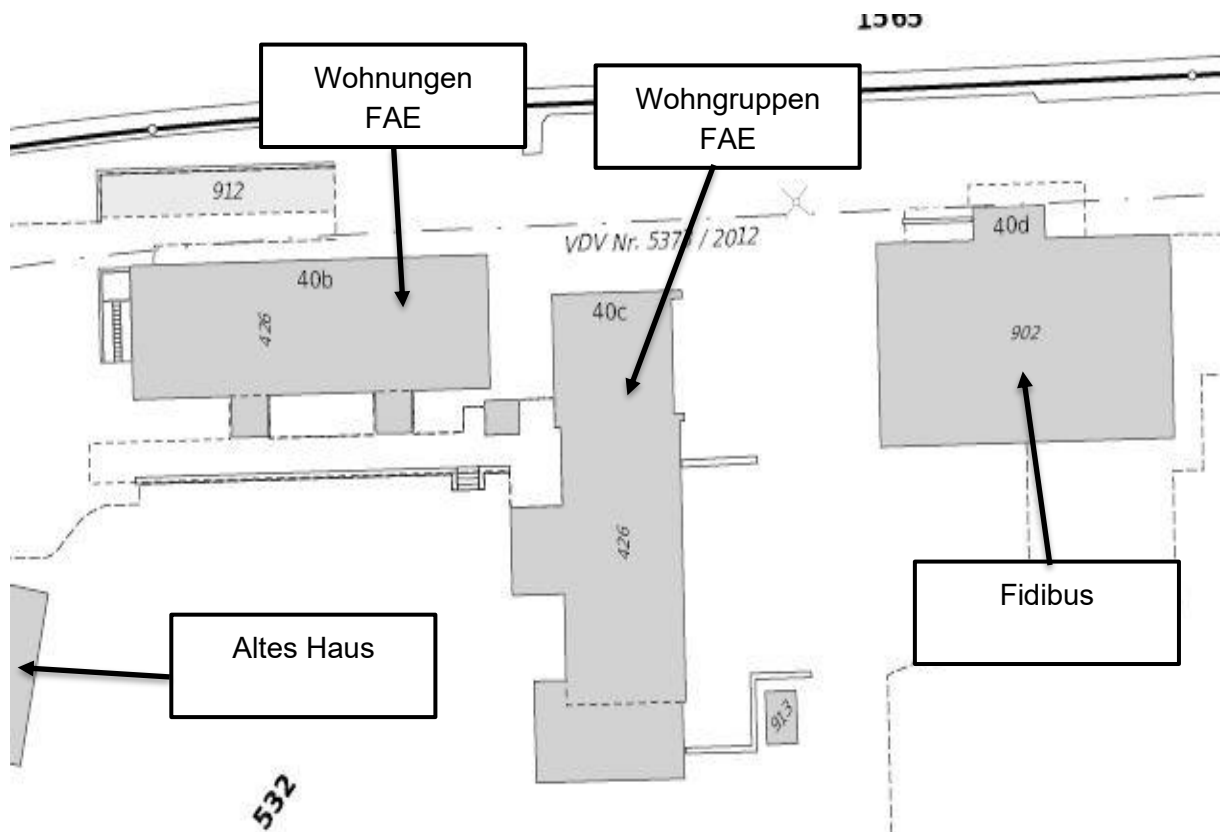 1565
Wohnungen
FAE
Wohngruppen
FAE
912
VDV Nr. 5373 / 2012
40d
40b
40c
426
902
426
Fidibus
Altes Haus
913
532